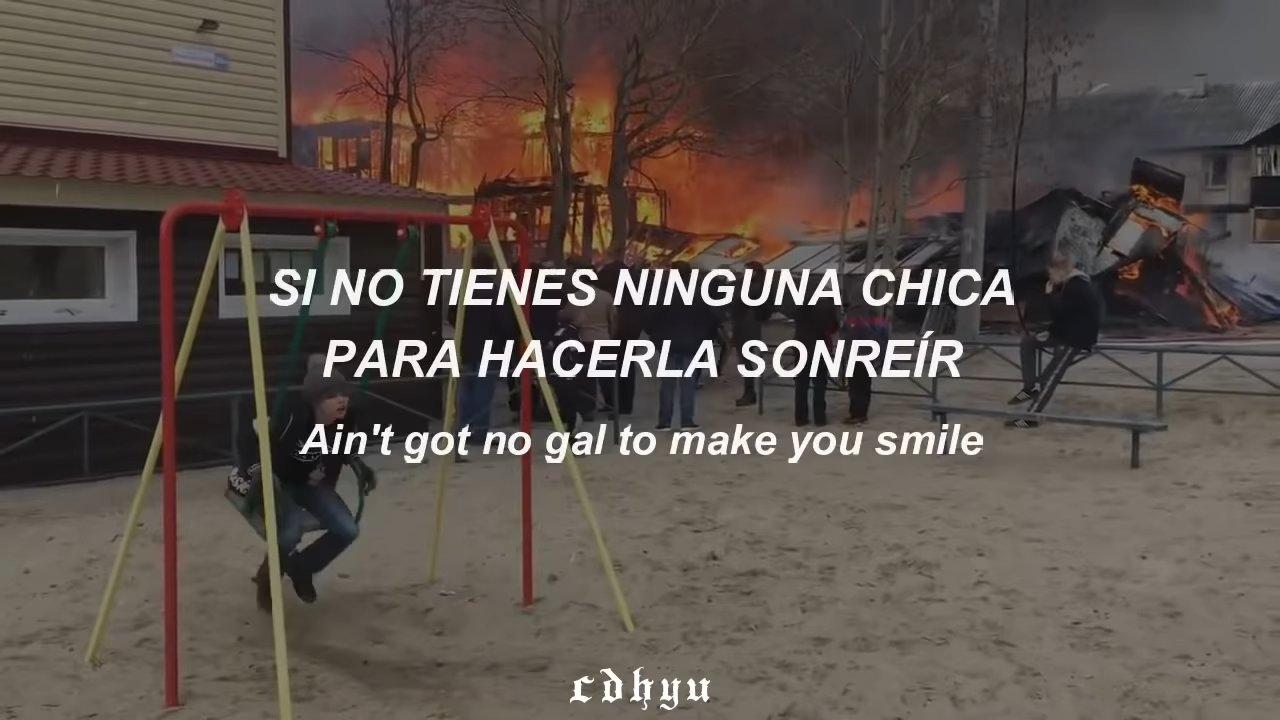 SI NO TIENES NINGUNA CHICA
PARA HACERLA SONREÍR
Ain't got no gal to make you smile
cdhyu